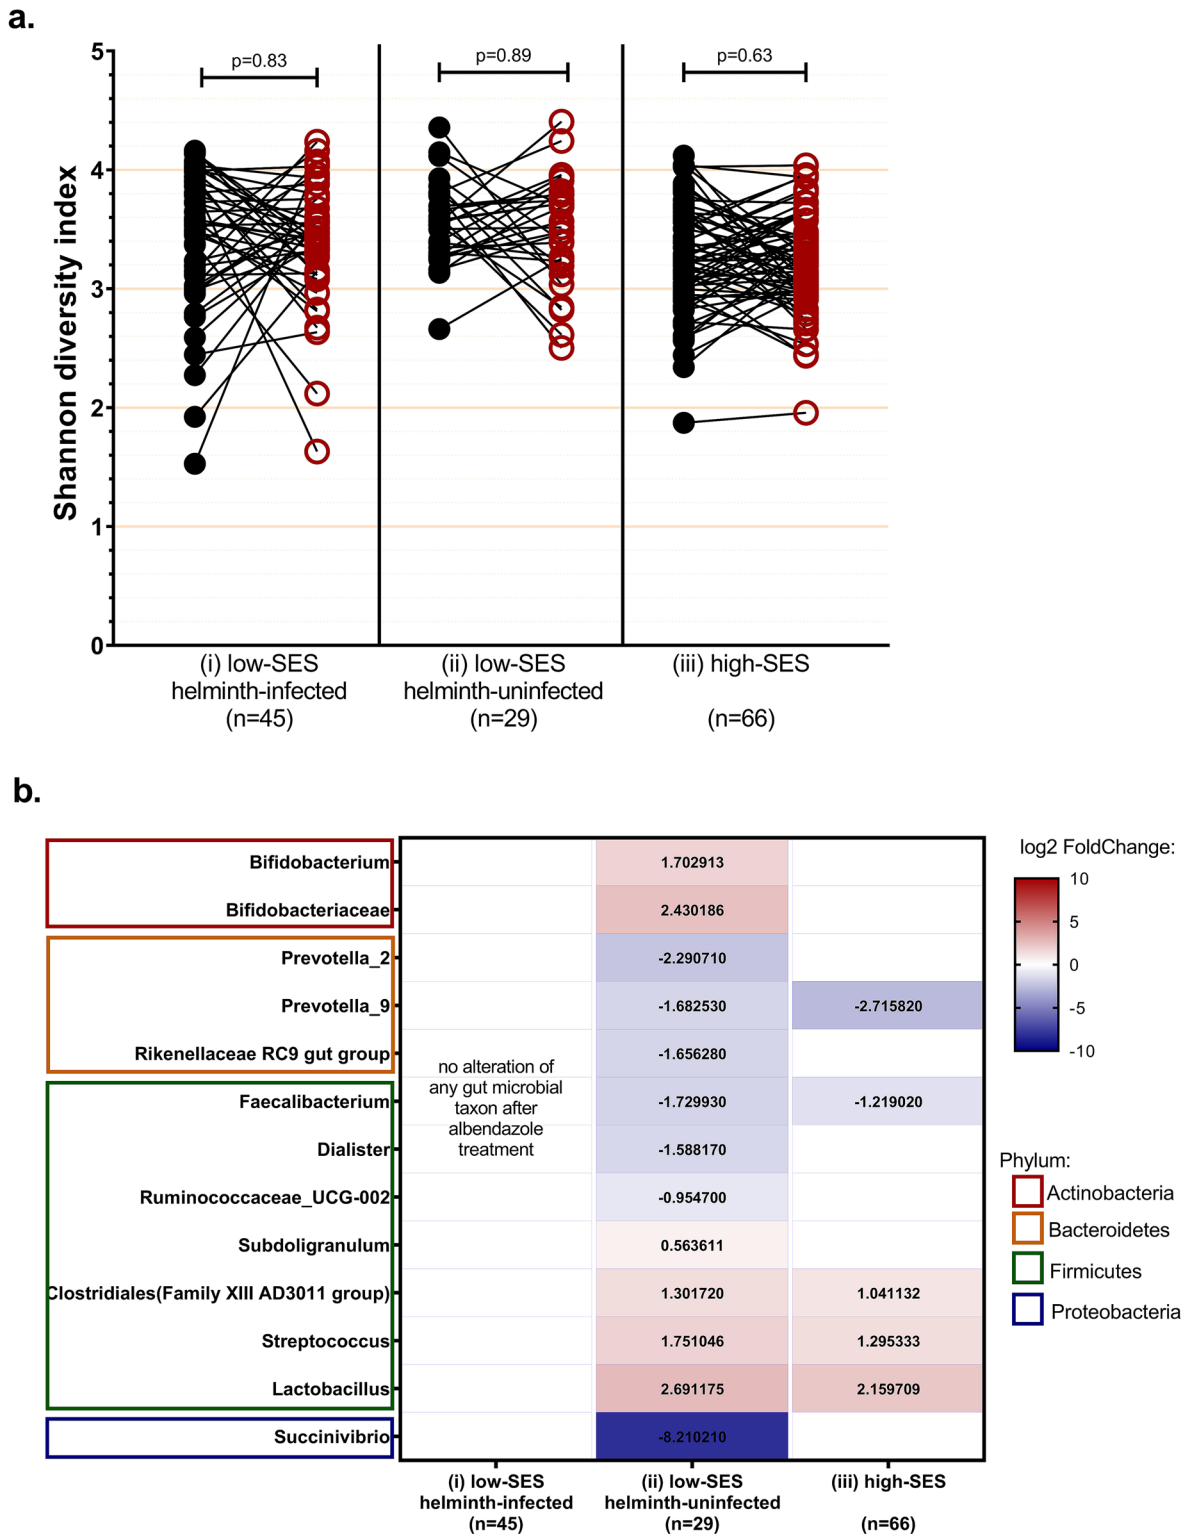 a.
p=0.83
p=0.89
p=0.63
Shannon diversity index
5
4
3
2
1
0
(i) low-SES
helminth-infected
(n=45)
(ii) low-SES
helminth-uninfected
(n=29)
(iii) high-SES
(n=66)
b.
log2 FoldChange:
10
5
0
-5
-10
Bifidobacterium 1.702913
Bifidobacteriaceae 2.430186
Prevotella_2 -2.290710
Prevotella_9 -1.682530 -2.715820
Rikenellaceae RC9 gut group -1.656280
no alteration of
any gut microbial
taxon after
albendazole
treatment
Faecalibacterium -1.729930 -1.219020
Dialister -1.588170
Ruminococcaceae_UCG-002 -0.954700
Subdoligranulum 0.563611
Clostridiales(Family XIII AD3011 group) 1.301720 1.041132
Streptococcus 1.751046 1.295333
Lactobacillus 2.691175 2.159709
Succinivibrio -8.210210
Phylum:
Actinobacteria
Bacteroidetes
Firmicutes
Proteobacteria
(i) low-SES
helminth-infected
(n=45)
(ii) low-SES
helminth-uninfected
(n=29)
(iii) high-SES
(n=66)